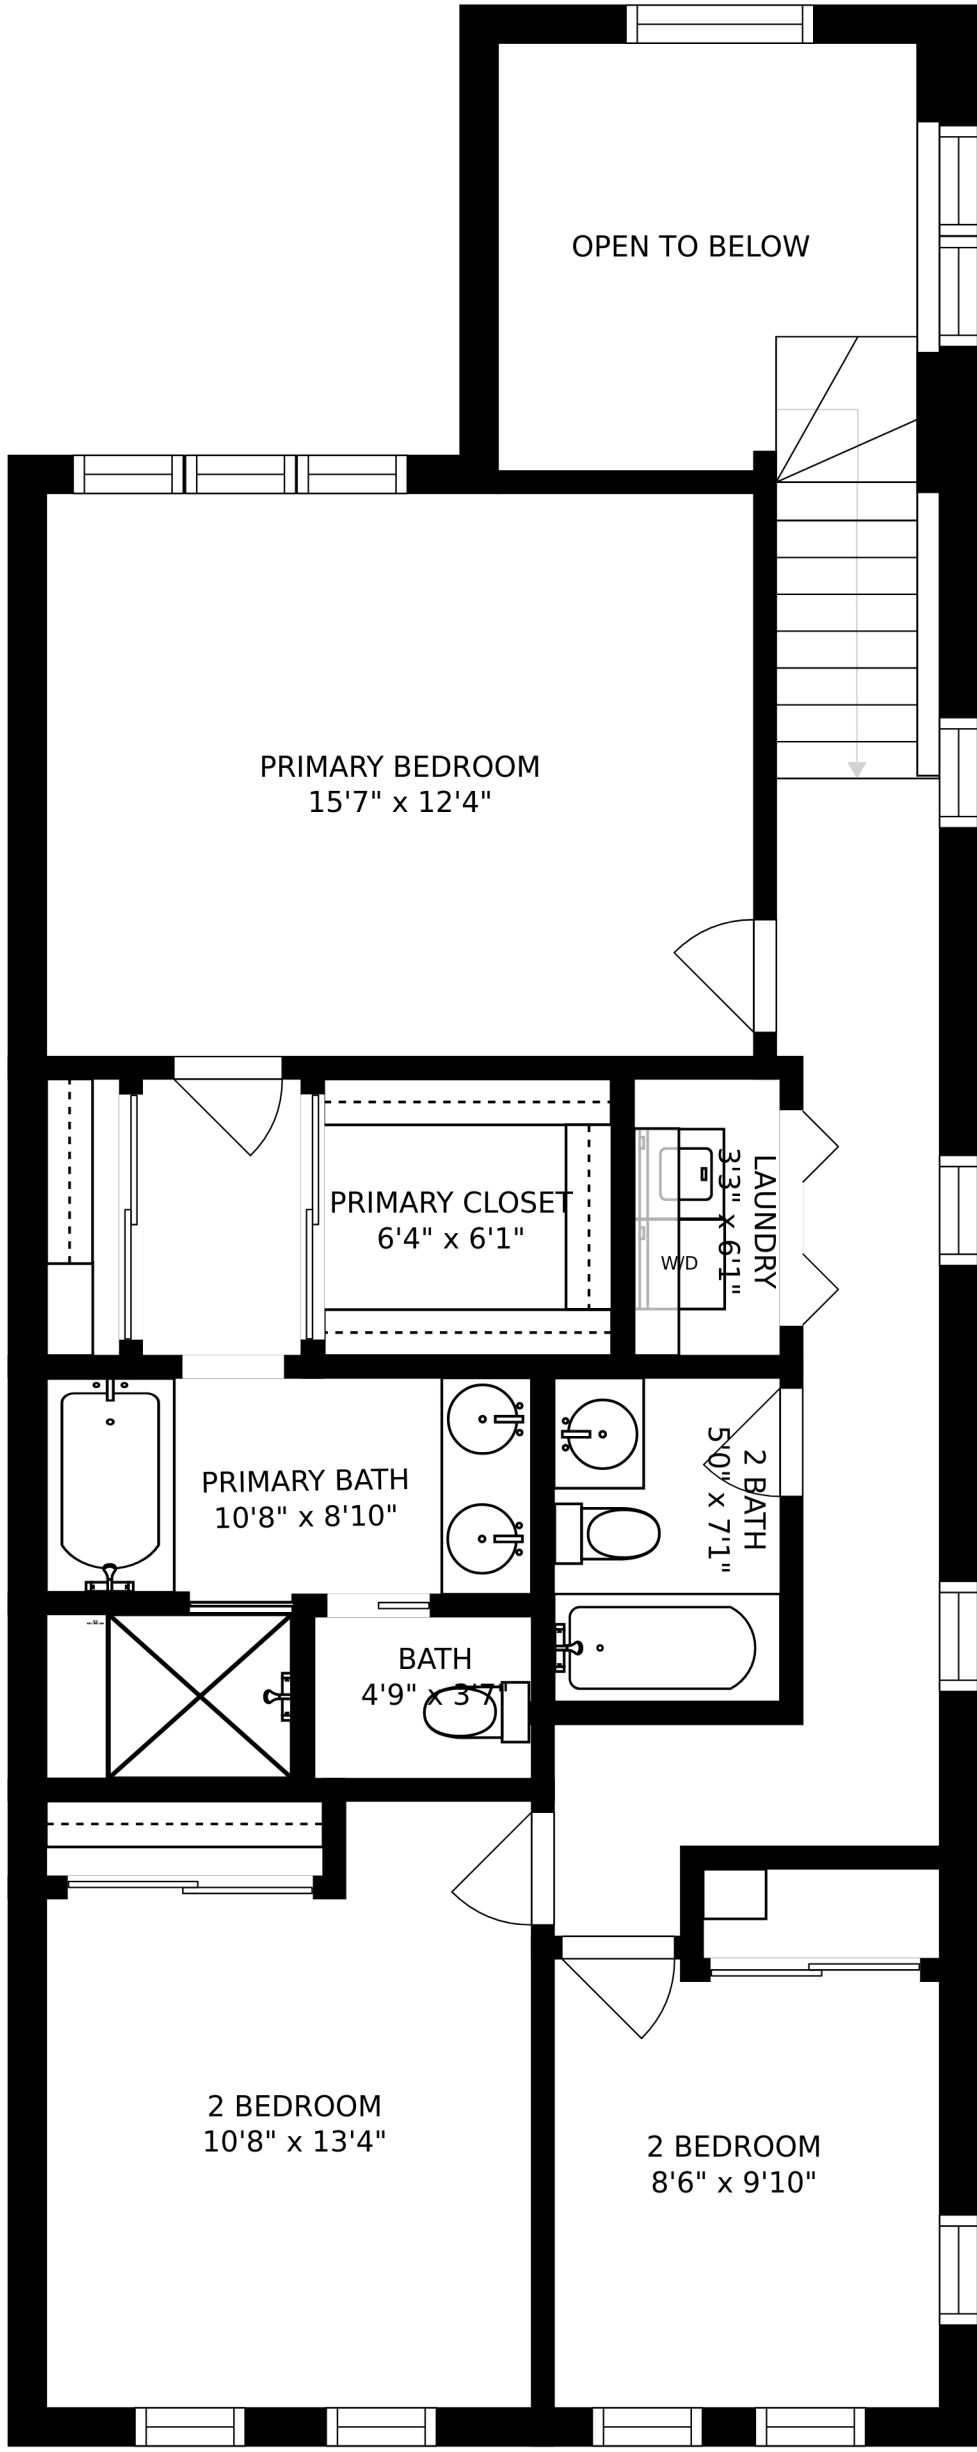 OPEN TO BELOW
PRIMARY BEDROOM
15'7" x 12'4"
PRIMARY CLOSET
6'4" x 6'1"
LAUNDRY
3'3" x 6'1"
W/D
PRIMARY BATH
10'8" x 8'10"
2 BATH
5'0" x 7'1"
BATH
4'9" x 3'7"
2 BEDROOM
10'8" x 13'4"
2 BEDROOM
8'6" x 9'10"